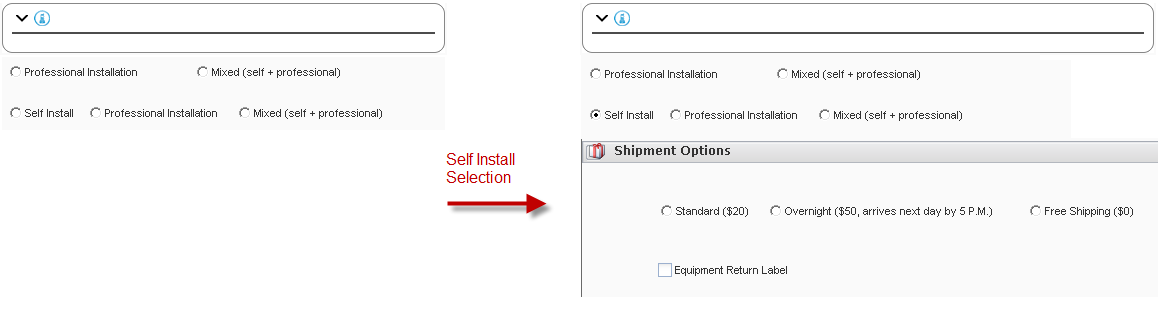 Professional Installation Mixed (self + professional)
Self Install Professional Installation Mixed (self + professional)
Self Install
Selection
Professional Installation Mixed (self + professional)
Self Install Professional Installation Mixed (self + professional)
Shipment Options
Standard ($20) Overnight ($50, arrives next day by 5 P.M.) Free Shipping ($0)
Equipment Return Label